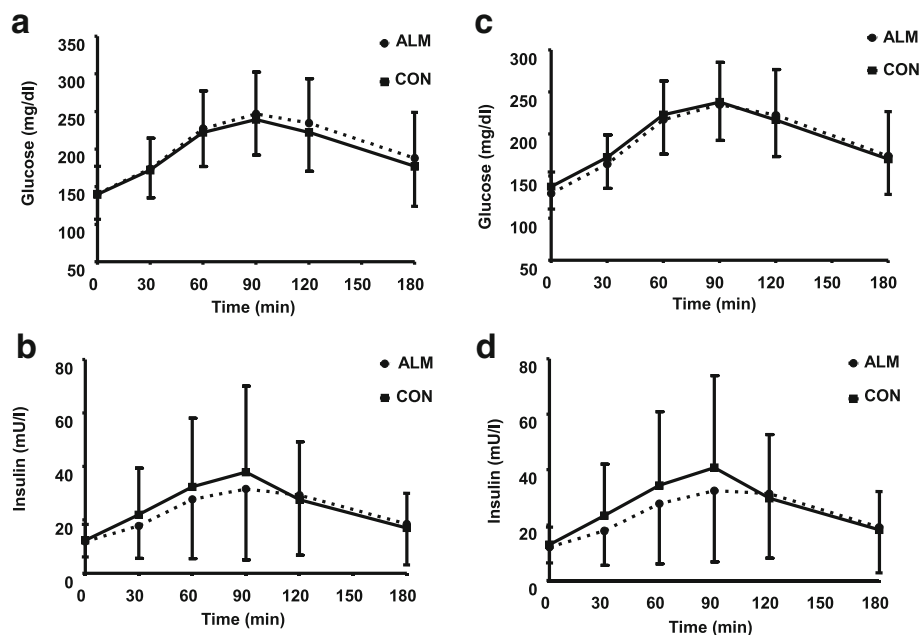 a
350
300
250
200
150
100
50
Glucose (mg/dl)
ALM
CON
0 30 60 90 120 150 180
Time (min)
c
350
300
250
200
150
100
50
Glucose (mg/dl)
ALM
CON
0 30 60 90 120 150 180
Time (min)
b
80
60
40
20
0
Insulin (mU/l)
ALM
CON
0 30 60 90 120 150 180
Time (min)
d
80
60
40
20
0
Insulin (mU/l)
ALM
CON
0 30 60 90 120 150 180
Time (min)